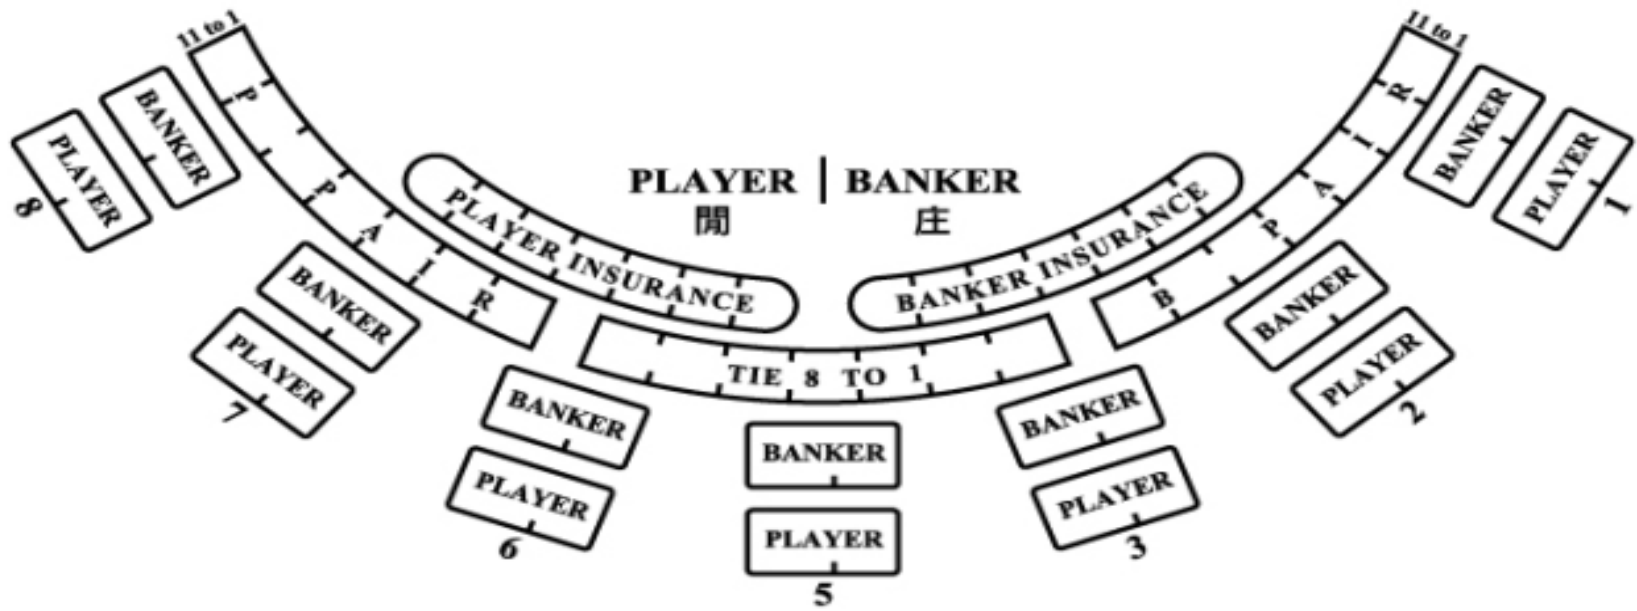 11 to 1
11 to 1
P PAIR
B PAIR
PLAYER | BANKER
閒 庄
PLAYER INSURANCE
BANKER INSURANCE
TIE 8 TO 1
BANKER
PLAYER
8
BANKER
PLAYER
7
BANKER
PLAYER
6
BANKER
PLAYER
5
BANKER
PLAYER
3
BANKER
PLAYER
2
BANKER
PLAYER
1